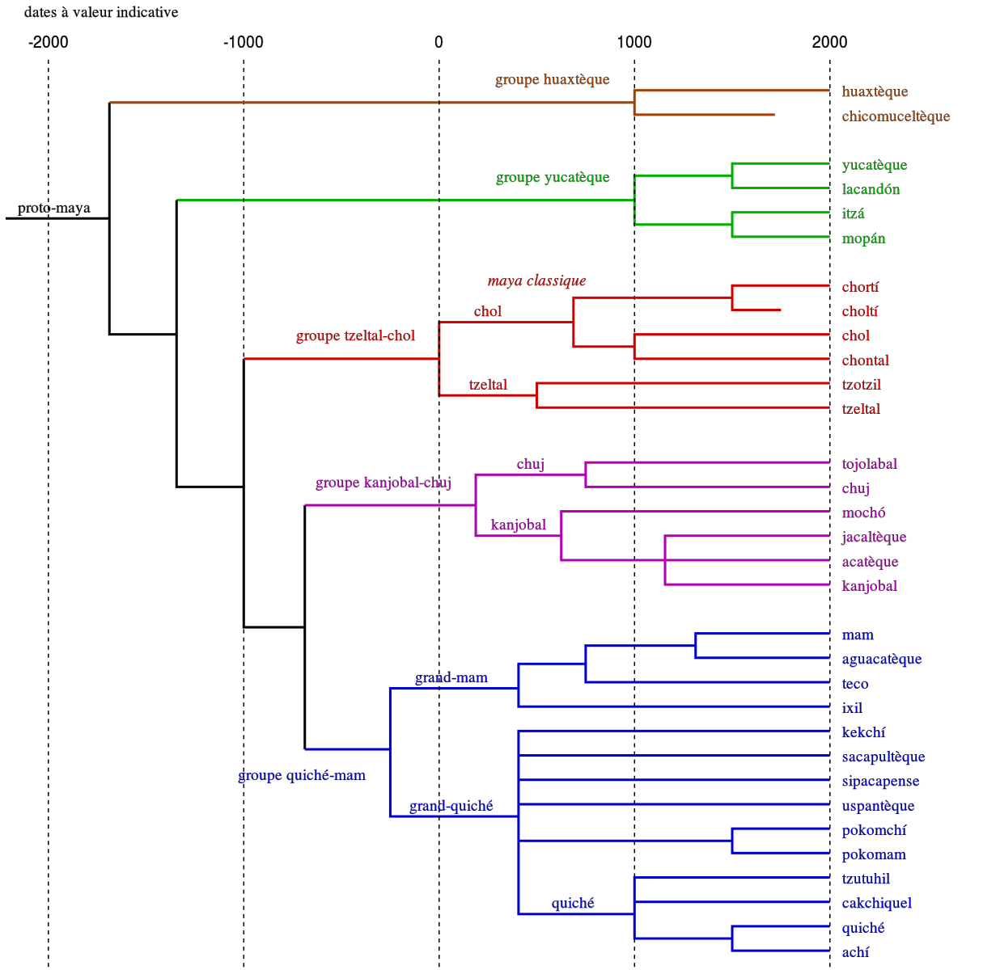 dates à valeur indicative
-2000 -1000 0 1000 2000
groupe huaxtèque
huaxtèque
chicomuceltèque
yucatèque
groupe yucatèque
lacandón
proto-maya
itzá
mopán
maya classique
chortí
chol
choltí
groupe tzeltal-chol
chol
chontal
tzeltal
tzotzil
tzeltal
chuj
tojolabal
groupe kanjobal-chuj
chuj
mochó
kanjobal
jacaltèque
acatèque
kanjobal
mam
aguacatèque
grand-mam
teco
ixil
kekchí
sacapultèque
groupe quiché-mam
sipacapense
grand-quiché
uspantèque
pokomchí
pokomam
tzutuhil
quiché
cakchiquel
quiché
achí